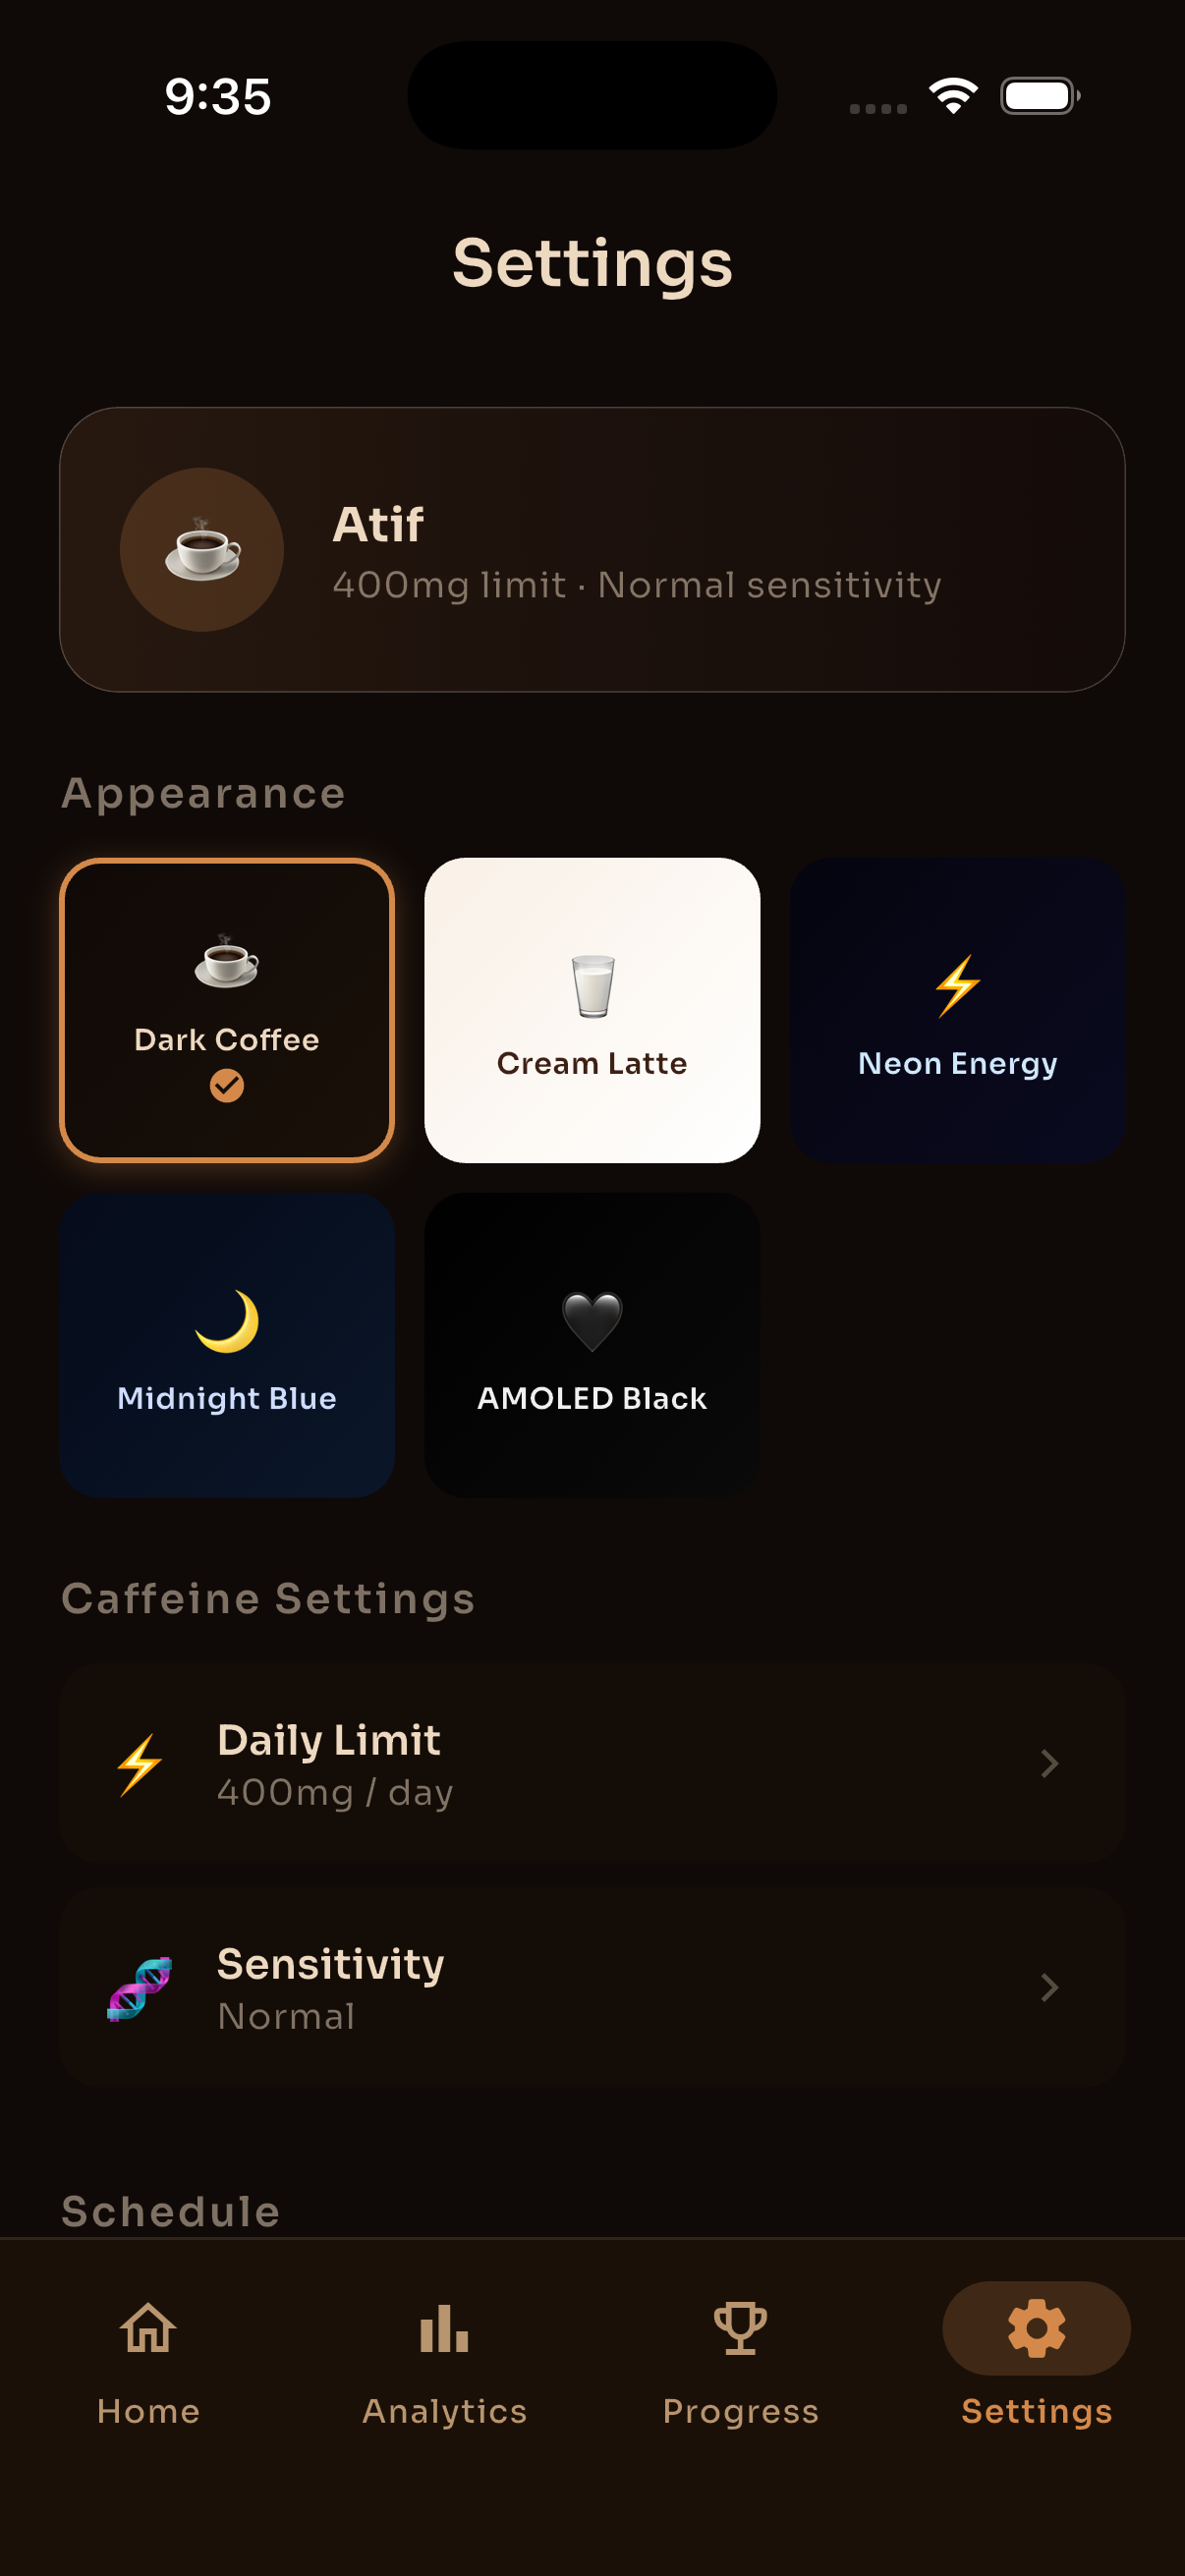 9:35
Settings
Atif
400mg limit · Normal sensitivity
Appearance
Dark Coffee
Cream Latte
Neon Energy
Midnight Blue
AMOLED Black
Caffeine Settings
Daily Limit
400mg / day
Sensitivity
Normal
Schedule
Home
Analytics
Progress
Settings